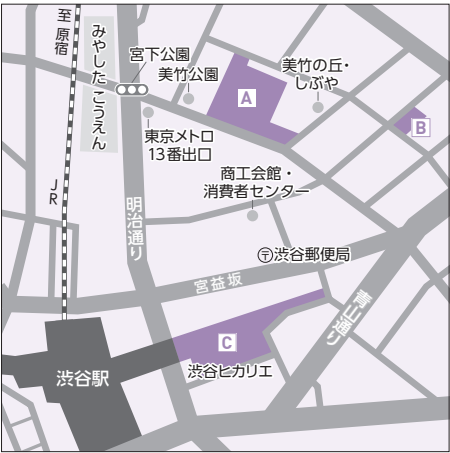 至 原宿
みやした こうえん
宮下公園
美竹公園
美竹の丘・
しぶや
A
B
東京メトロ
13番出口
商工会館・
消費者センター
JR
明治通り
〒渋谷郵便局
宮益坂
青山通り
C
渋谷ヒカリエ
渋谷駅